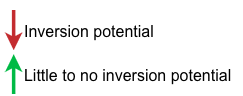 Inversion potential
Little to no inversion potential